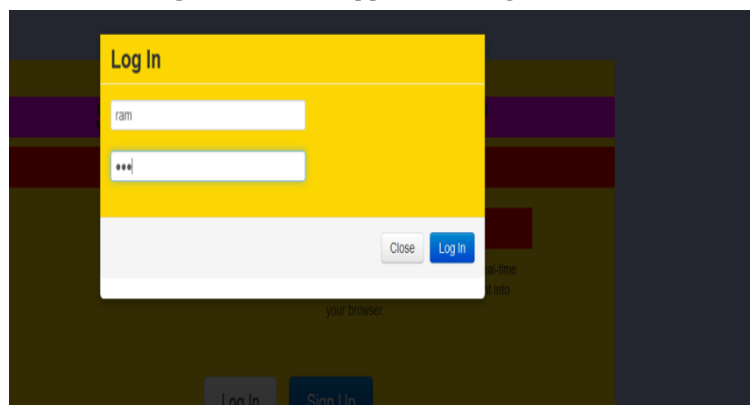 Log In
ram
•••
Close Log In
your browser.
Log In Sign Up